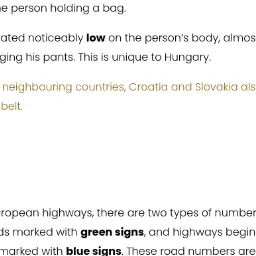 e person holding a bag.
ated noticeably low on the person's body, almos
ging his pants. This is unique to Hungary.
neighbouring countries, Croatia and Slovakia als
belt.
ropean highways, there are two types of number
ds marked with green signs, and highways begin
marked with blue signs. These road numbers are